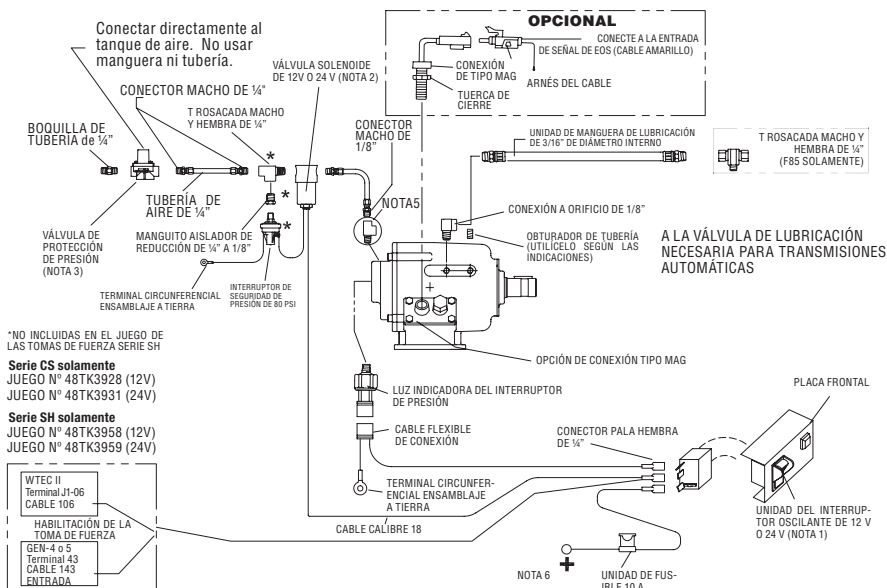 OPCIONAL
CONECTE A LA ENTRADA
DE SEÑAL DE EOS (CABLE AMARILLO)
CONEXIÓN
DE TIPO MAG
ARNÉS DEL CABLE
TUERCA DE
CIERRE
Conectar directamente al
tanque de aire. No usar
manguera ni tubería.
VÁLVULA SOLENOIDE
DE 12V O 24 V (NOTA 2)
CONECTOR MACHO DE ¼"
T ROSACADA MACHO
Y HEMBRA DE ¼”
BOQUILLA DE
TUBERÍA de ¼”
*
CONECTOR
MACHO DE
1/8”
UNIDAD DE MANGUERA DE LUBRICACIÓN
DE 3/16” DE DIÁMETRO INTERNO
T ROSACADA MACHO Y
HEMBRA DE ¼”
(F85 SOLAMENTE)
*
TUBERÍA DE
AIRE DE ¼”
*
NOTA5
CONEXIÓN A ORIFICIO DE 1/8”
VÁLVULA DE
PROTECCIÓN
DE PRESIÓN
(NOTA 3)
MANGUITO AISLADOR DE
REDUCCIÓN DE ¼” A 1/8”
OBTURADOR DE TUBERÍA
(UTILÍCELO SEGÚN LAS
INDICACIONES)
A LA VÁLVULA DE LUBRICACIÓN
NECESARIA PARA TRANSMISIONES
AUTOMÁTICAS
TERMINAL CIRCUNFERENCIAL
ENSAMBLAJE A TIERRA
INTERRUPTOR DE
SEGURIDAD DE
PRESIÓN DE 80 PSI
*NO INCLUIDAS EN EL JUEGO DE
LAS TOMAS DE FUERZA SERIE SH
OPCIÓN DE CONEXIÓN TIPO MAG
Serie CS solamente
JUEGO Nº 48TK3928 (12V)
JUEGO Nº 48TK3931 (24V)
Serie SH solamente
JUEGO Nº 48TK3958 (12V)
JUEGO Nº 48TK3959 (24V)
LUZ INDICADORA DEL INTERRUPTOR
DE PRESIÓN
PLACA FRONTAL
CABLE FLEXIBLE
DE CONEXIÓN
CONECTOR PALA HEMBRA
DE ¼”
WTEC II
Terminal J1-06
CABLE 106
TERMINAL CIRCUNFER-
ENCIAL ENSAMBLAJE
A TIERRA
HABILITACIÓN DE LA
TOMA DE FUERZA
CABLE CALIBRE 18
UNIDAD DEL INTERRUP-
TOR OSCILANTE DE 12 V
O 24 V (NOTA 1)
GEN-4 o 5
Terminal 43
CABLE 143
ENTRADA
NOTA 6
+
UNIDAD DE FUS-
IBLE 10 A